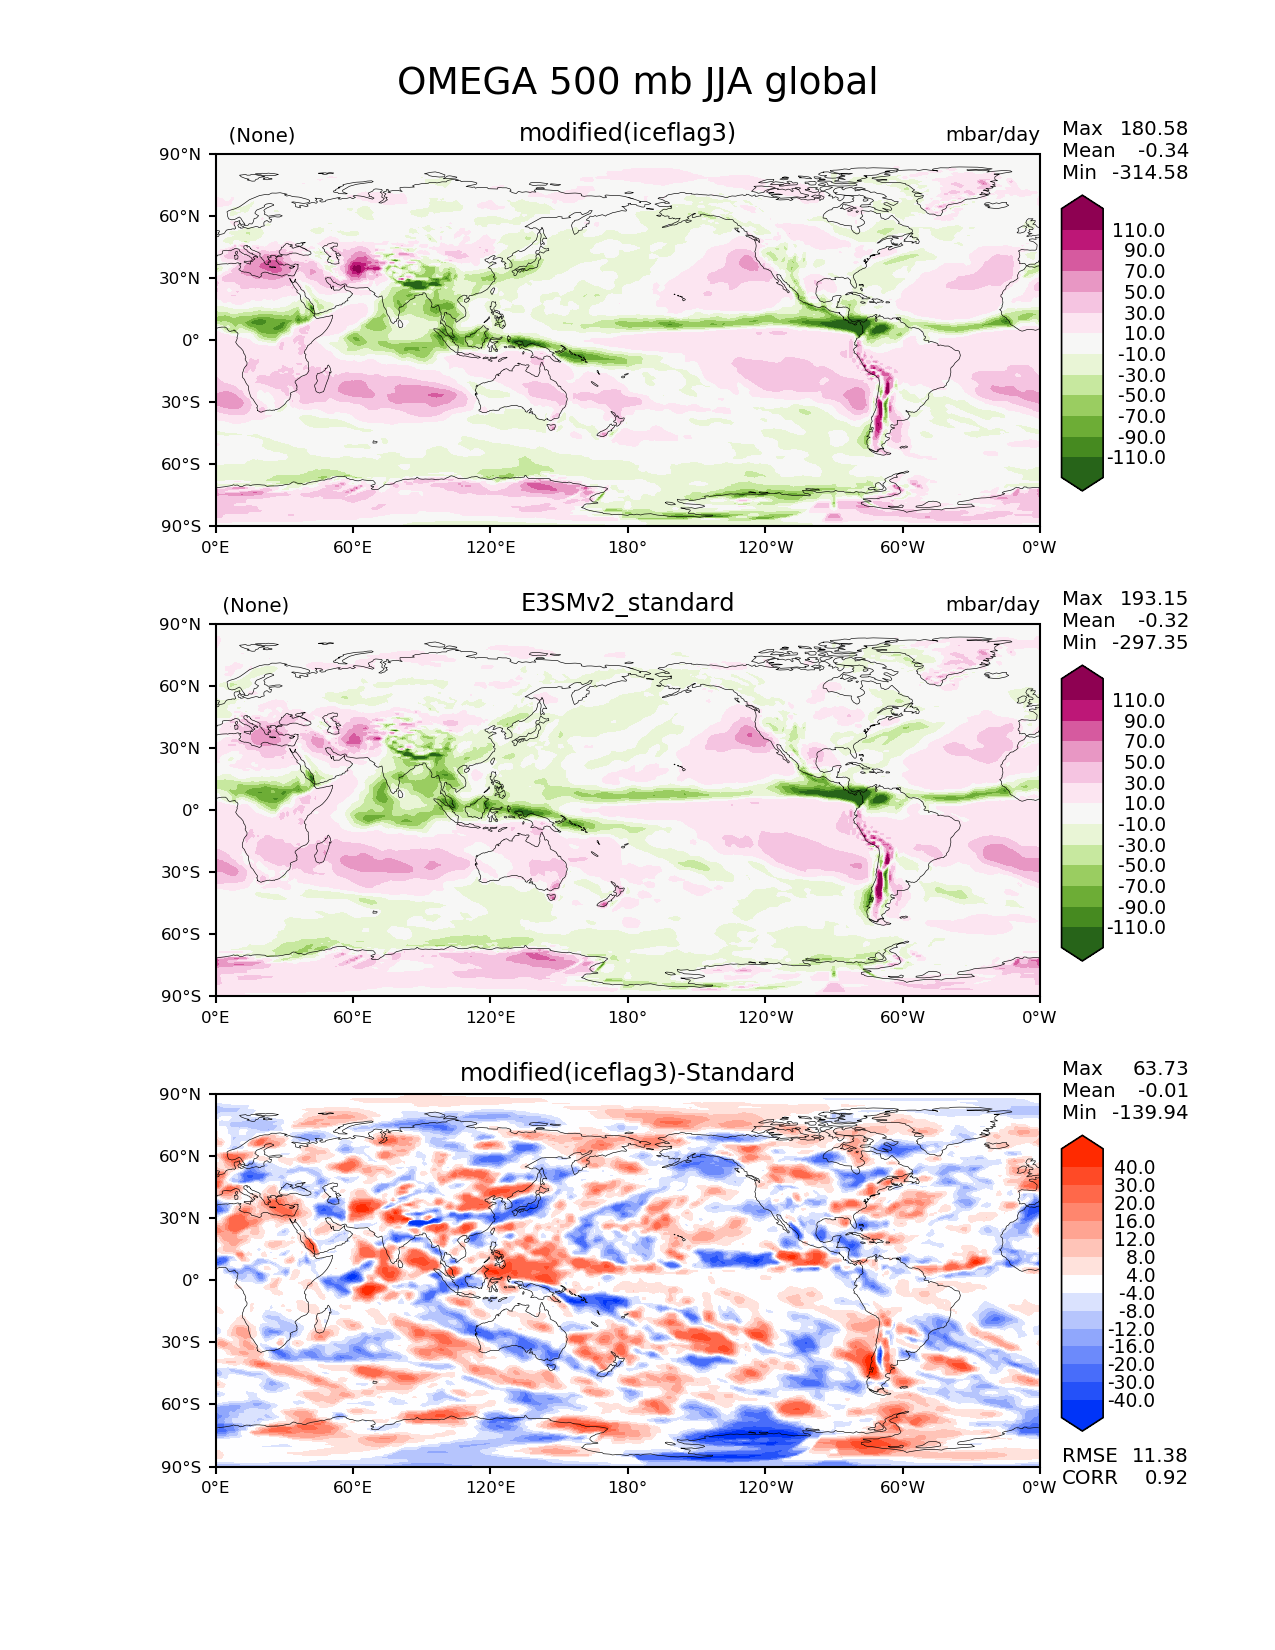 OMEGA 500 mb JJA global
(None) modified(iceflag3) mbar/day
Max 180.58
Mean -0.34
Min -314.58
90°N
60°N
30°N
0°
30°S
60°S
90°S
0°E 60°E 120°E 180° 120°W 60°W 0°W
110.0
90.0
70.0
50.0
30.0
10.0
-10.0
-30.0
-50.0
-70.0
-90.0
-110.0
(None) E3SMv2_standard mbar/day
Max 193.15
Mean -0.32
Min -297.35
90°N
60°N
30°N
0°
30°S
60°S
90°S
0°E 60°E 120°E 180° 120°W 60°W 0°W
110.0
90.0
70.0
50.0
30.0
10.0
-10.0
-30.0
-50.0
-70.0
-90.0
-110.0
modified(iceflag3)-Standard
Max 63.73
Mean -0.01
Min -139.94
90°N
60°N
30°N
0°
30°S
60°S
90°S
0°E 60°E 120°E 180° 120°W 60°W 0°W
40.0
30.0
20.0
16.0
12.0
8.0
4.0
-4.0
-8.0
-12.0
-16.0
-20.0
-30.0
-40.0
RMSE 11.38
CORR 0.92